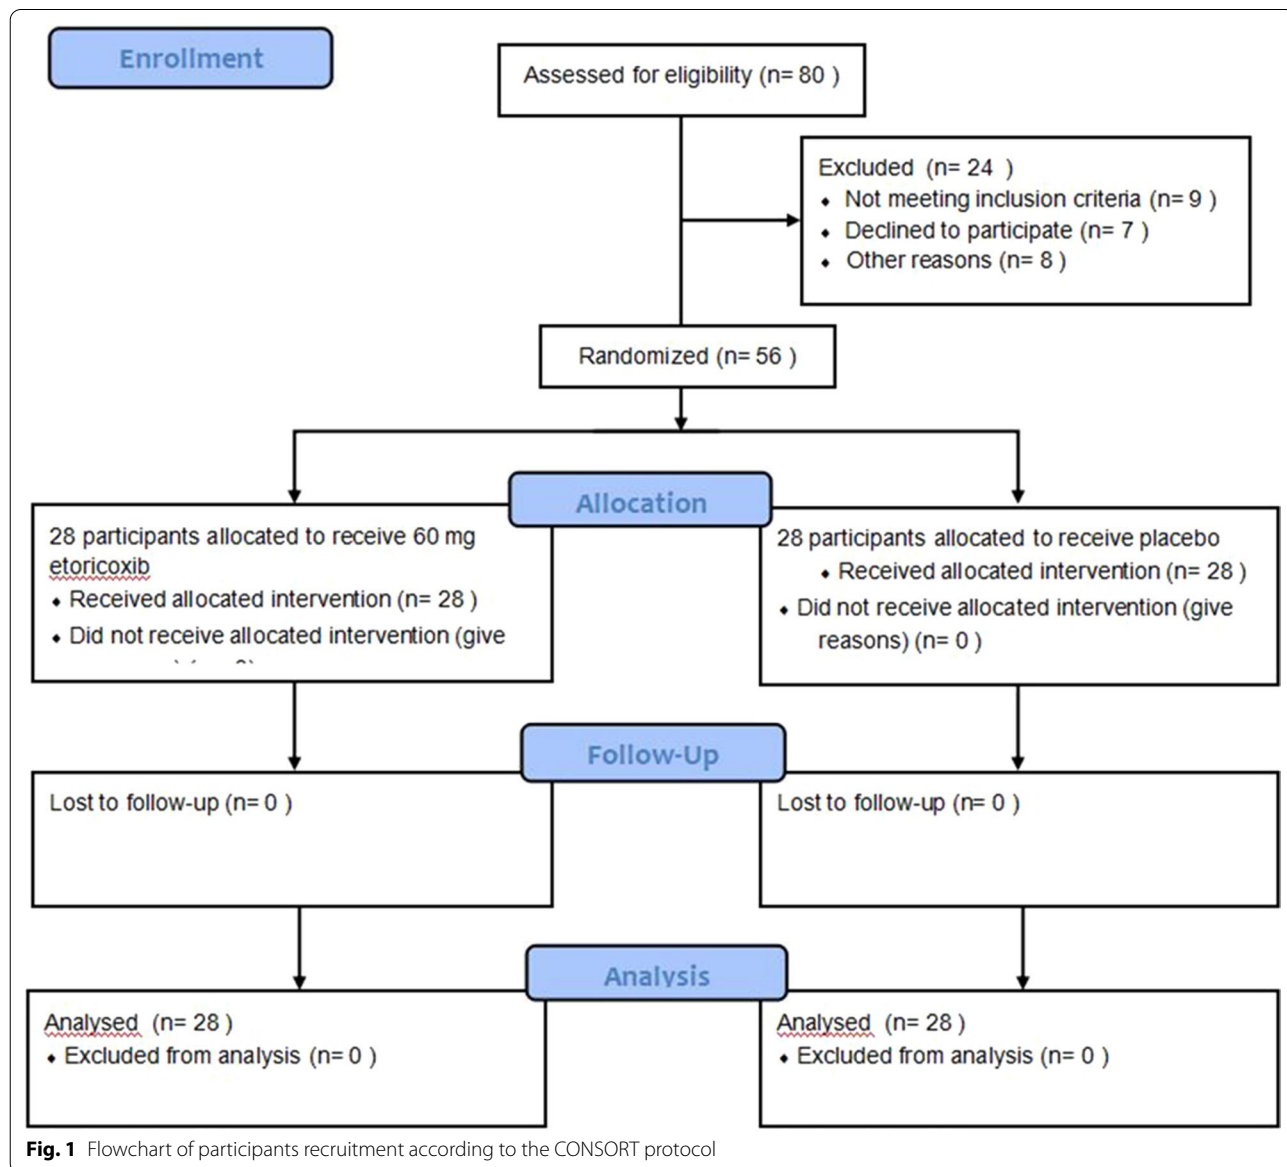 Enrollment
Assessed for eligibility (n= 80 )
Excluded (n= 24 )
⬧ Not meeting inclusion criteria (n= 9 )
⬧ Declined to participate (n= 7 )
⬧ Other reasons (n= 8 )
Randomized (n= 56 )
Allocation
28 participants allocated to receive 60 mg
etoricoxib
⬧ Received allocated intervention (n= 28 )
⬧ Did not receive allocated intervention (give
28 participants allocated to receive placebo
⬧ Received allocated intervention (n= 28 )
⬧ Did not receive allocated intervention (give
reasons) (n= 0 )
Follow-Up
Lost to follow-up (n= 0 )
Lost to follow-up (n= 0 )
Analysis
Analysed (n= 28 )
⬧ Excluded from analysis (n= 0 )
Analysed (n= 28 )
⬧ Excluded from analysis (n= 0 )
Fig. 1 Flowchart of participants recruitment according to the CONSORT protocol